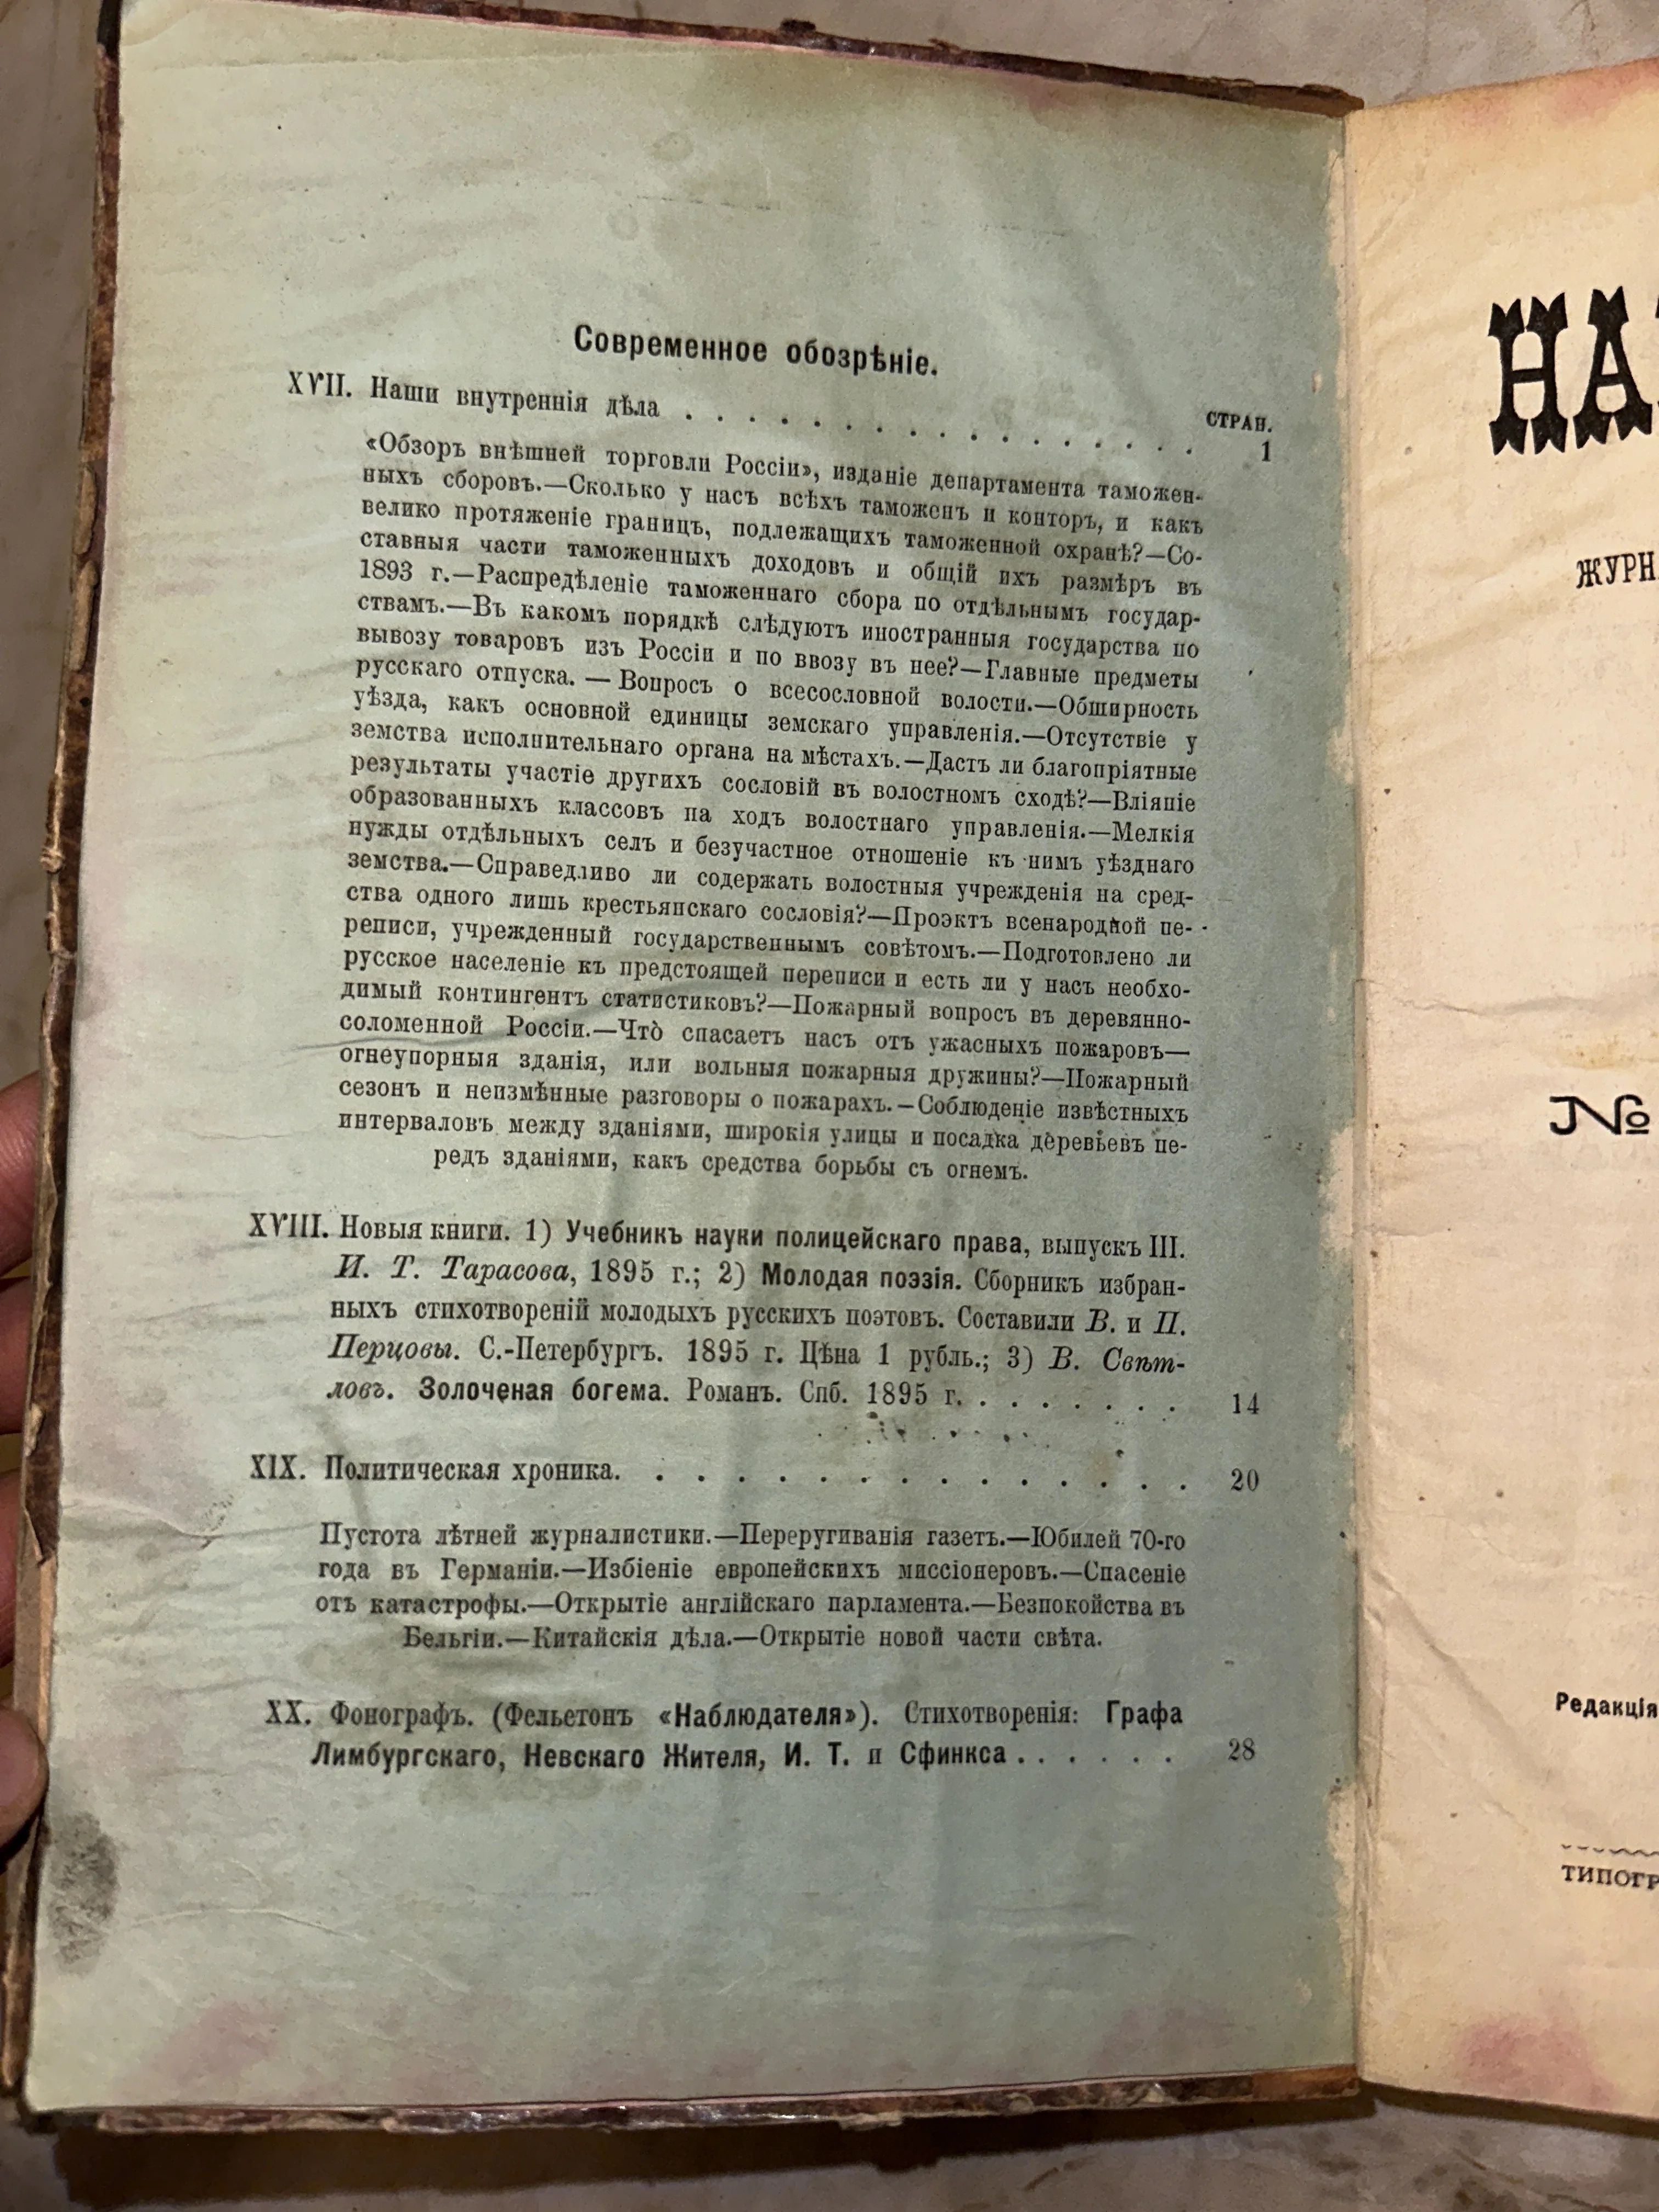 Современное обозрѣніе.
СТРАН.
XVII. Наши внутреннія дѣла . . . . . . . . . . . . . . . . 1
«Обзоръ внѣшней торговли Россіи», изданіе департамента таможен-
ныхъ сборовъ.—Сколько у насъ всѣхъ таможенъ и конторъ, и какъ
велико протяженіе границъ, подлежащихъ таможенной охранѣ?—Со-
ставныя части таможенныхъ доходовъ и общій ихъ размѣръ въ
1893 г.—Распредѣленіе таможеннаго сбора по отдѣльнымъ государ-
ствамъ.—Въ какомъ порядкѣ слѣдуютъ иностранныя государства по
вывозу товаровъ изъ Россіи и по ввозу въ нее?—Главные предметы
русскаго отпуска. — Вопросъ о всесословной волости.—Обширность
уѣзда, какъ основной единицы земскаго управленія.—Отсутствіе у
земства исполнительнаго органа на мѣстахъ.—Дастъ ли благопріятные
результаты участіе другихъ сословій въ волостномъ сходѣ?—Вліяніе
образованныхъ классовъ на ходъ волостнаго управленія.—Мелкія
нужды отдѣльныхъ селъ и безучастное отношеніе къ нимъ уѣзднаго
земства.—Справедливо ли содержать волостныя учрежденія на сред-
ства одного лишь крестьянскаго сословія?—Проэктъ всенародной пе-
реписи, учрежденный государственнымъ совѣтомъ.—Подготовлено ли
русское населеніе къ предстоящей переписи и есть ли у насъ необхо-
димый контингентъ статистиковъ?—Пожарный вопросъ въ деревянно-
соломенной Россіи.—Что̀ спасаетъ насъ отъ ужасныхъ пожаровъ—
огнеупорныя зданія, или вольныя пожарныя дружины?—Пожарный
сезонъ и неизмѣнные разговоры о пожарахъ.—Соблюденіе извѣстныхъ
интерваловъ между зданіями, широкія улицы и посадка деревьевъ пе-
редъ зданіями, какъ средства борьбы съ огнемъ.
XVIII. Новыя книги. 1) Учебникъ науки полицейскаго права, выпускъ III.
И. Т. Тарасова, 1895 г.; 2) Молодая поэзія. Сборникъ избран-
ныхъ стихотвореній молодыхъ русскихъ поэтовъ. Составили В. и П.
Перцовы. С.-Петербургъ. 1895 г. Цѣна 1 рубль.; 3) В. Свѣт-
ловъ. Золоченая богема. Романъ. Спб. 1895 г. . . . . . . . 14
XIX. Политическая хроника. . . . . . . . . . . . . . 20
Пустота лѣтней журналистики.—Переругиванія газетъ.—Юбилей 70-го
года въ Германіи.—Избіеніе европейскихъ миссіонеровъ.—Спасеніе
отъ катастрофы.—Открытіе англійскаго парламента.—Безпокойства въ
Бельгіи.—Китайскія дѣла.—Открытіе новой части свѣта.
XX. Фонографъ. (Фельетонъ «Наблюдателя»). Стихотворенія: Графа
Лимбургскаго, Невскаго Жителя, И. Т. и Сфинкса . . . . . . 28
НА
ЖУРН
№
Редакція
ТИПОГР